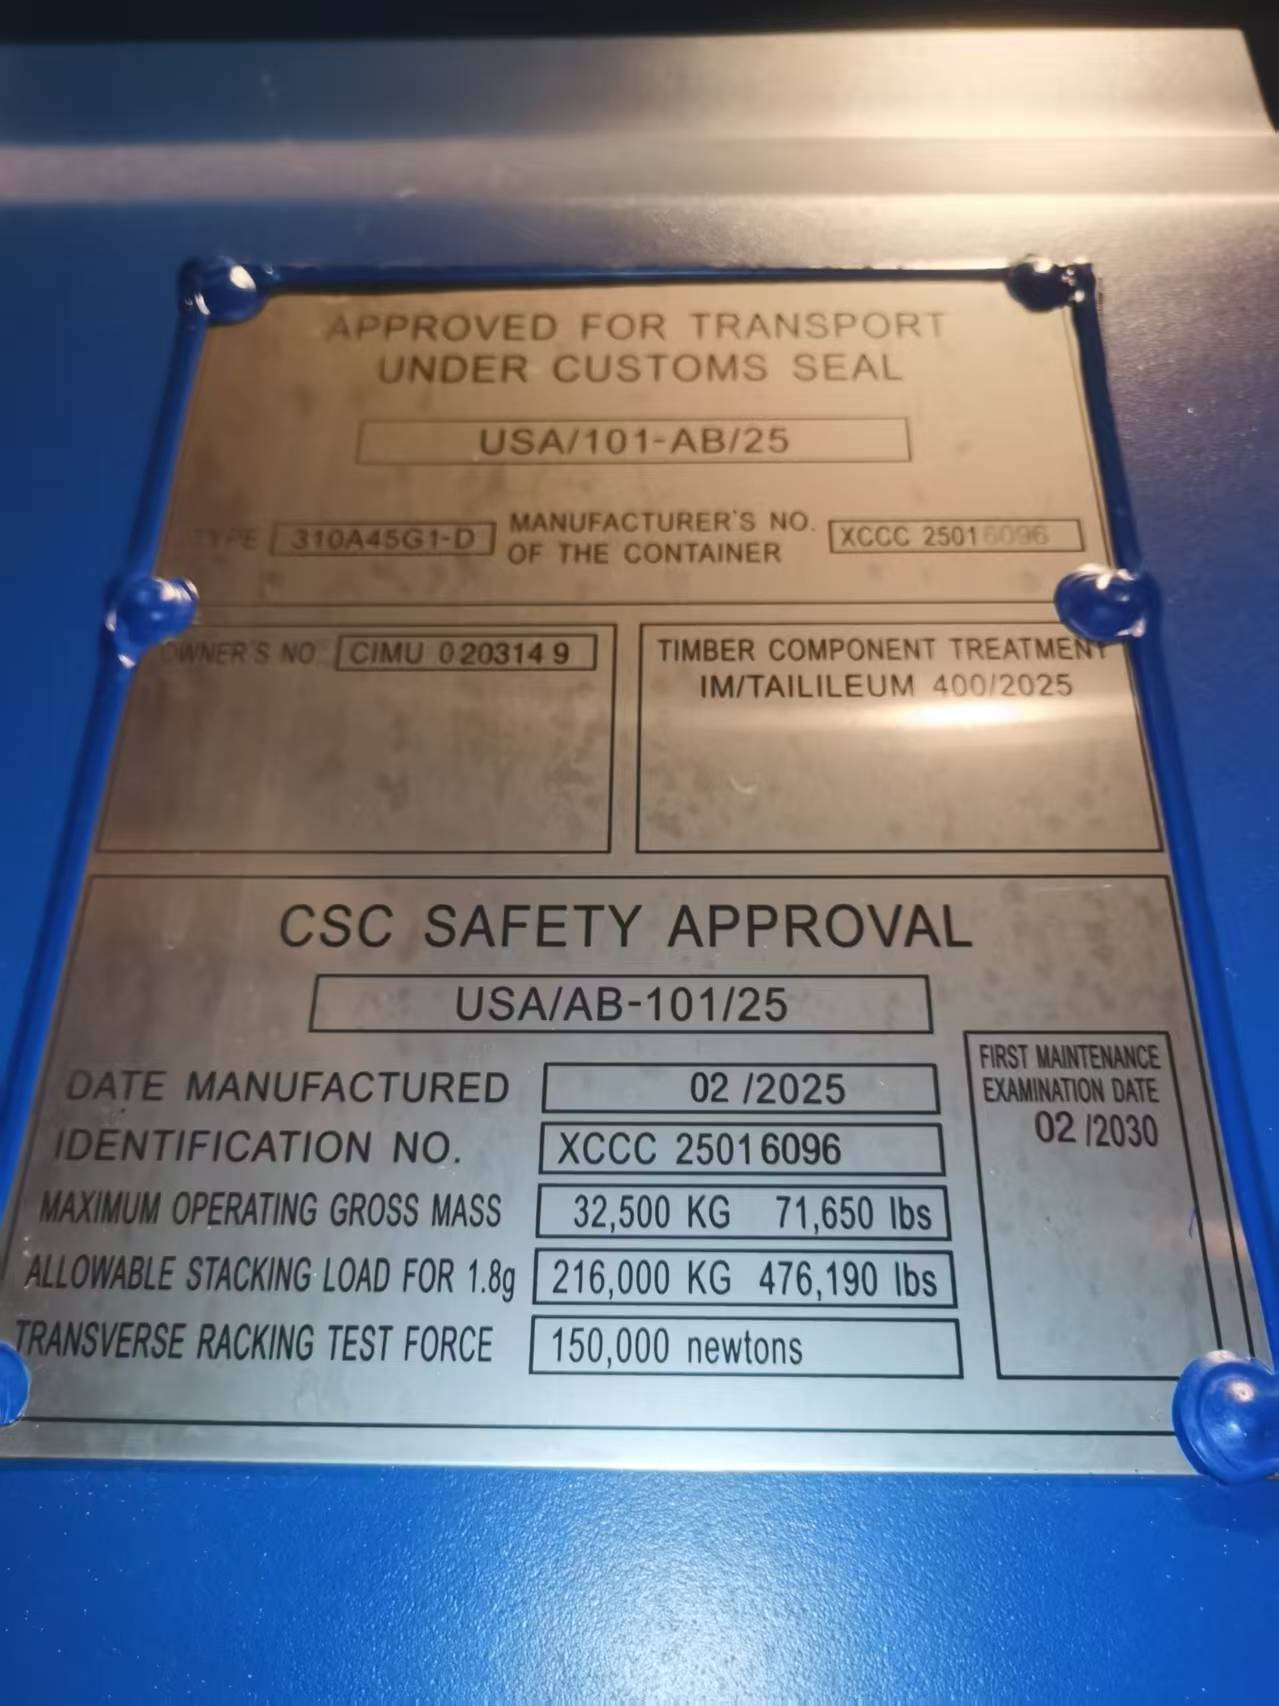 APPROVED FOR TRANSPORT
UNDER CUSTOMS SEAL
USA/101-AB/25
TYPE 310A45G1-D MANUFACTURER'S NO. OF THE CONTAINER XCCC 25016096
OWNER'S NO CIMU 020314 9
TIMBER COMPONENT TREATMENT
IM/TAILILEUM 400/2025
CSC SAFETY APPROVAL
USA/AB-101/25
DATE MANUFACTURED 02 /2025
IDENTIFICATION NO. XCCC 25016096
MAXIMUM OPERATING GROSS MASS 32,500 KG 71,650 lbs
ALLOWABLE STACKING LOAD FOR 1.8g 216,000 KG 476,190 lbs
TRANSVERSE RACKING TEST FORCE 150,000 newtons
FIRST MAINTENANCE
EXAMINATION DATE
02 /2030